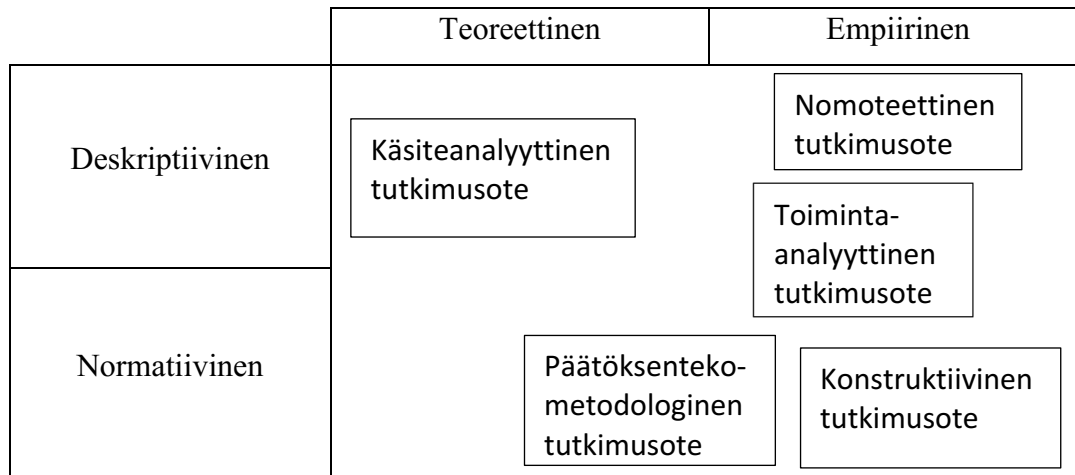 Teoreettinen
Empiirinen
Deskriptiivinen
Käsiteanalyyttinen
tutkimusote
Nomoteettinen
tutkimusote
Toiminta-
analyyttinen
tutkimusote
Normatiivinen
Päätöksenteko-
metodologinen
tutkimusote
Konstruktiivinen
tutkimusote